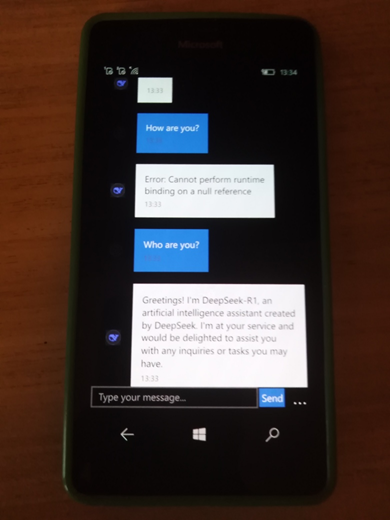 Microsoft
13:34
13:33
How are you?
Error: Cannot perform runtime
binding on a null reference
13:33
Who are you?
Greetings! I'm DeepSeek-R1, an
artificial intelligence assistant created
by DeepSeek. I'm at your service and
would be delighted to assist you
with any inquiries or tasks you may
have.
13:33
Type your message...
Send
...